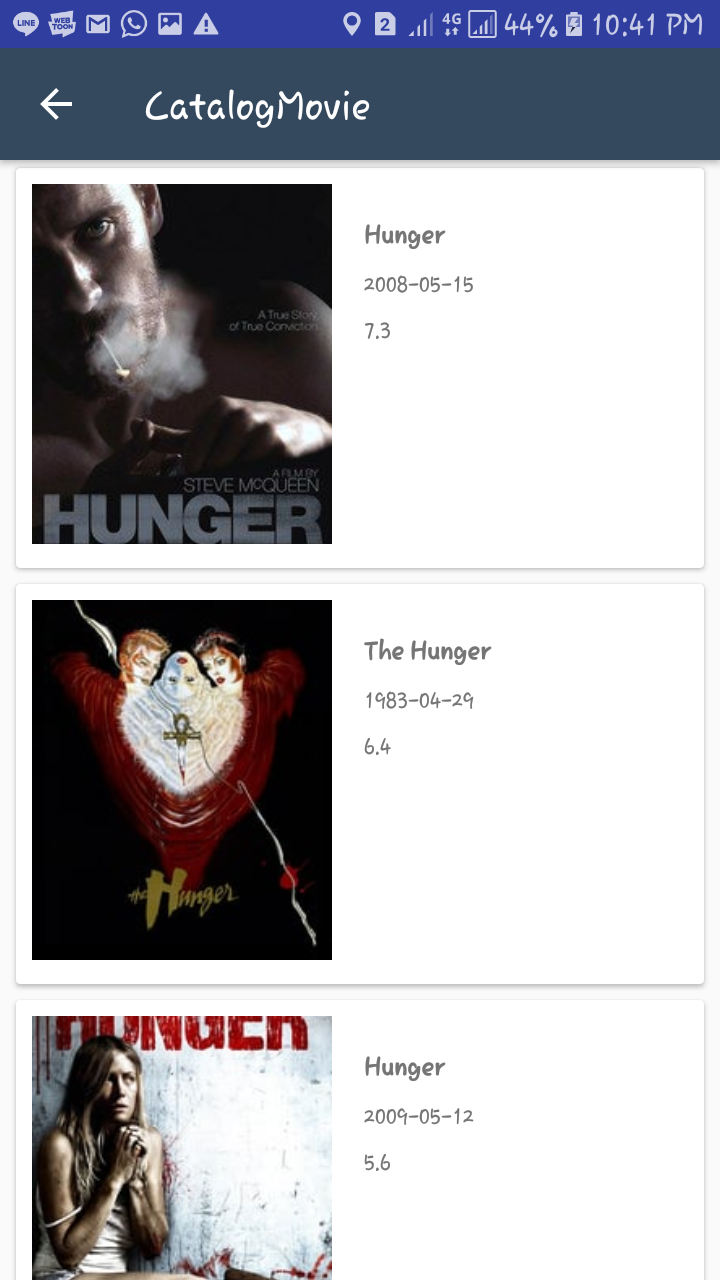 LINE WEB TOON 2 4G 44% 10:41 PM
CatalogMovie
Hunger
2008-05-15
7.3
A True Story
of True Conviction
A FILM BY
STEVE McQUEEN
HUNGER
The Hunger
1983-04-29
6.4
the Hunger
HUNGER
Hunger
2009-05-12
5.6